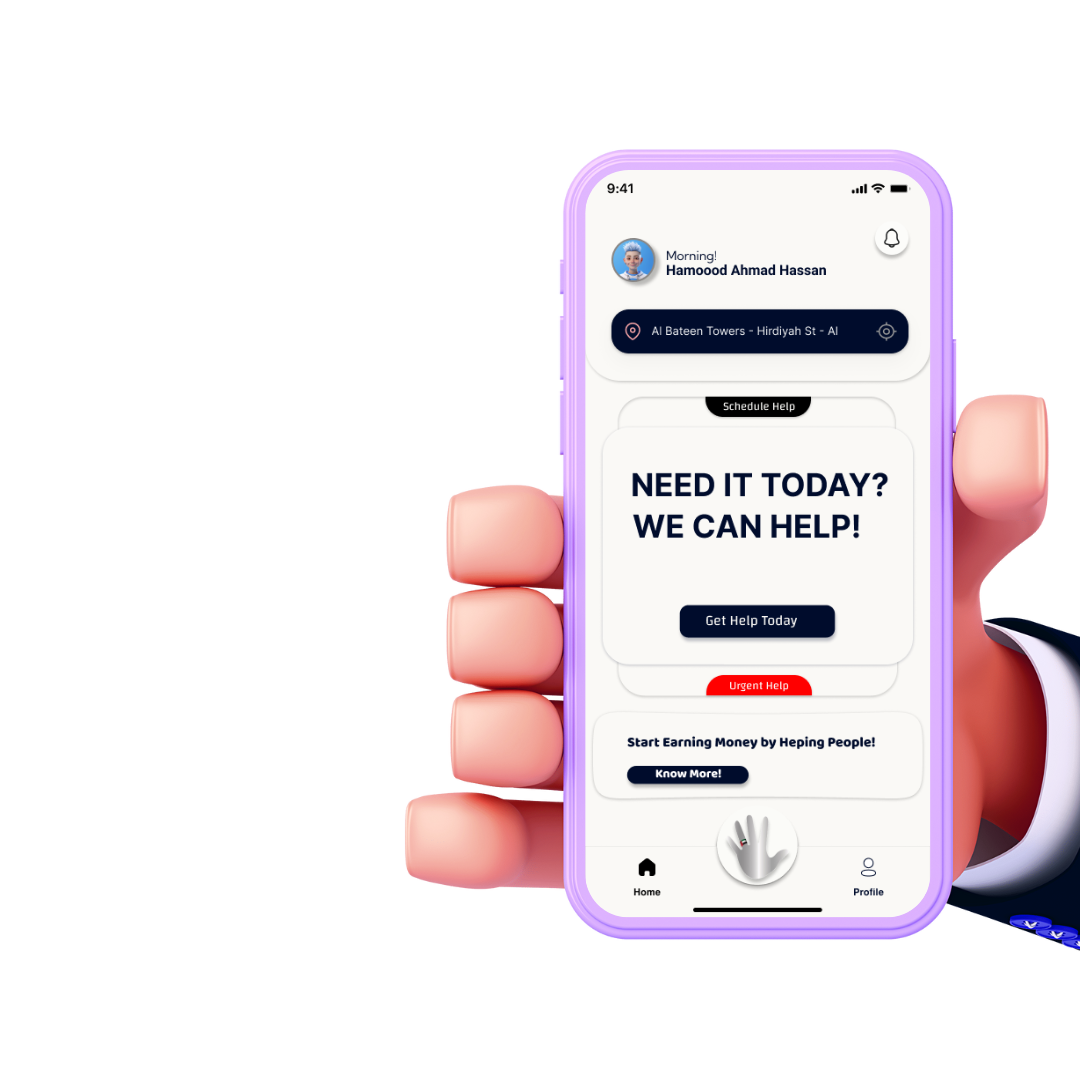 9:41
Morning!
Hamoood Ahmad Hassan
Al Bateen Towers - Hirdiyah St - Al
Schedule Help
NEED IT TODAY?
WE CAN HELP!
Get Help Today
Urgent Help
Start Earning Money by Heping People!
Know More!
Home
Profile